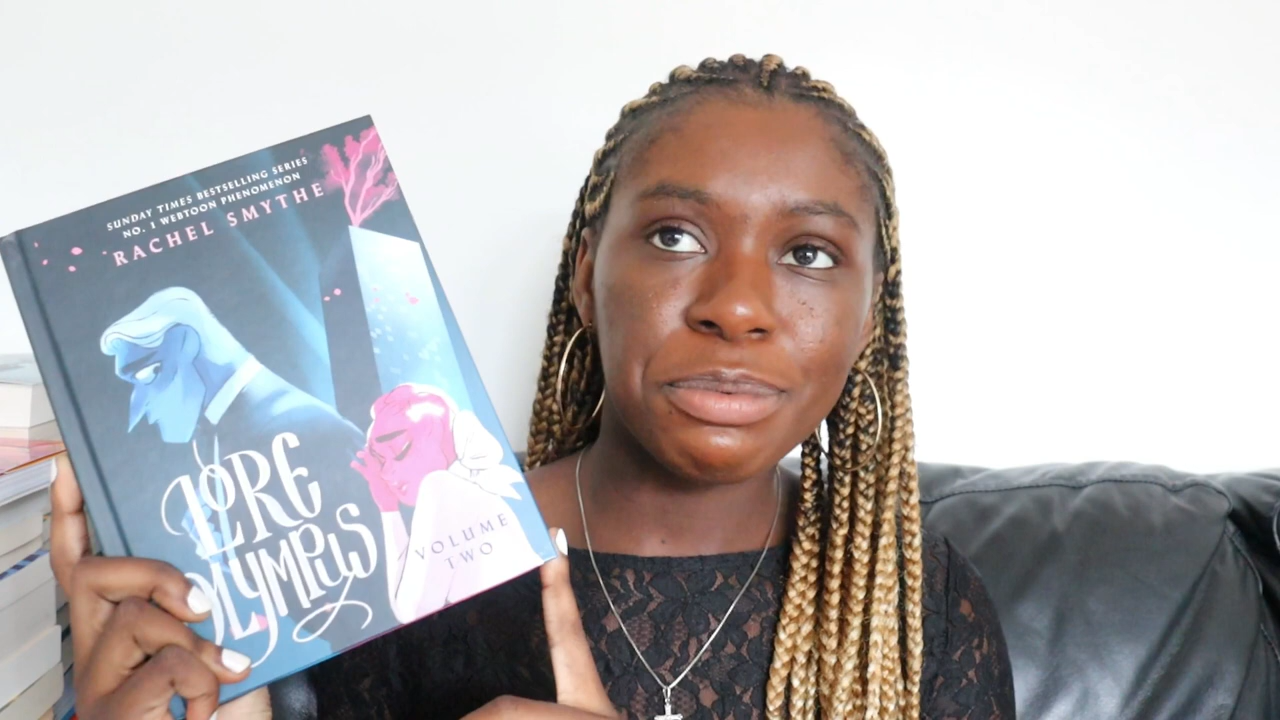 SUNDAY TIMES BESTSELLING SERIES
NO. 1 WEBTOON PHENOMENON
RACHEL SMYTHE
LORE
OLYMPUS
VOLUME
TWO